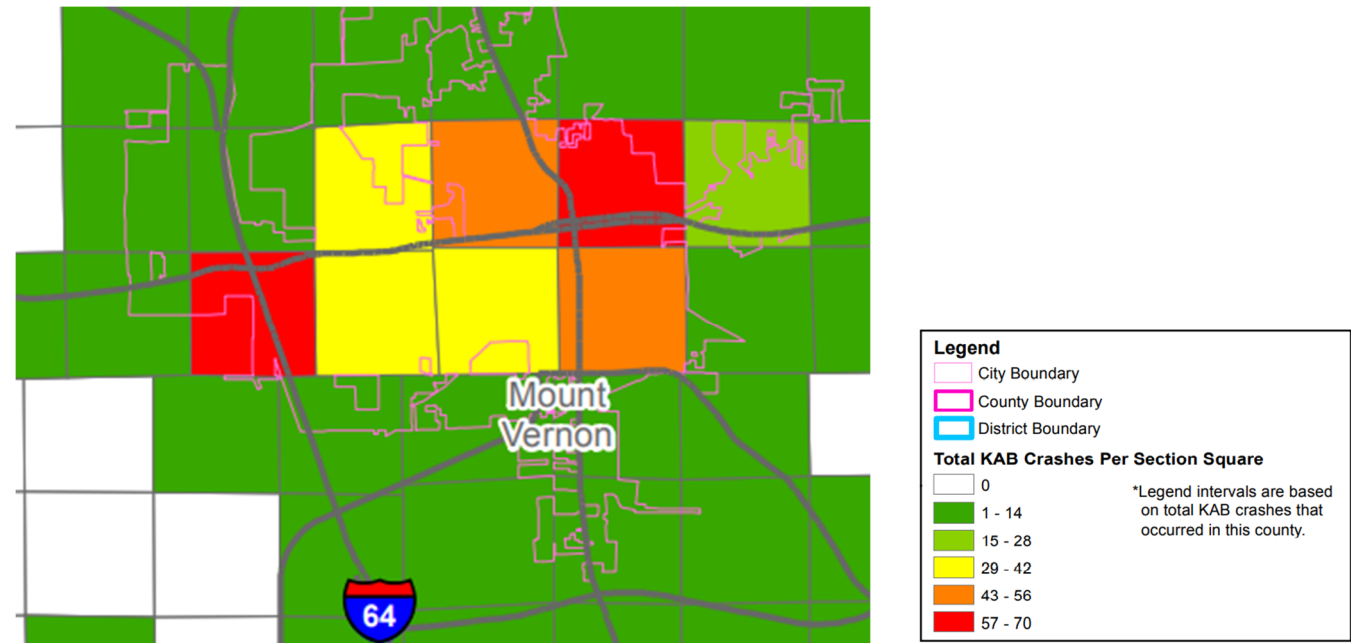 Mount
Vernon
64
Legend
City Boundary
County Boundary
District Boundary
Total KAB Crashes Per Section Square
0
1 - 14
15 - 28
29 - 42
43 - 56
57 - 70
*Legend intervals are based
on total KAB crashes that
occurred in this county.